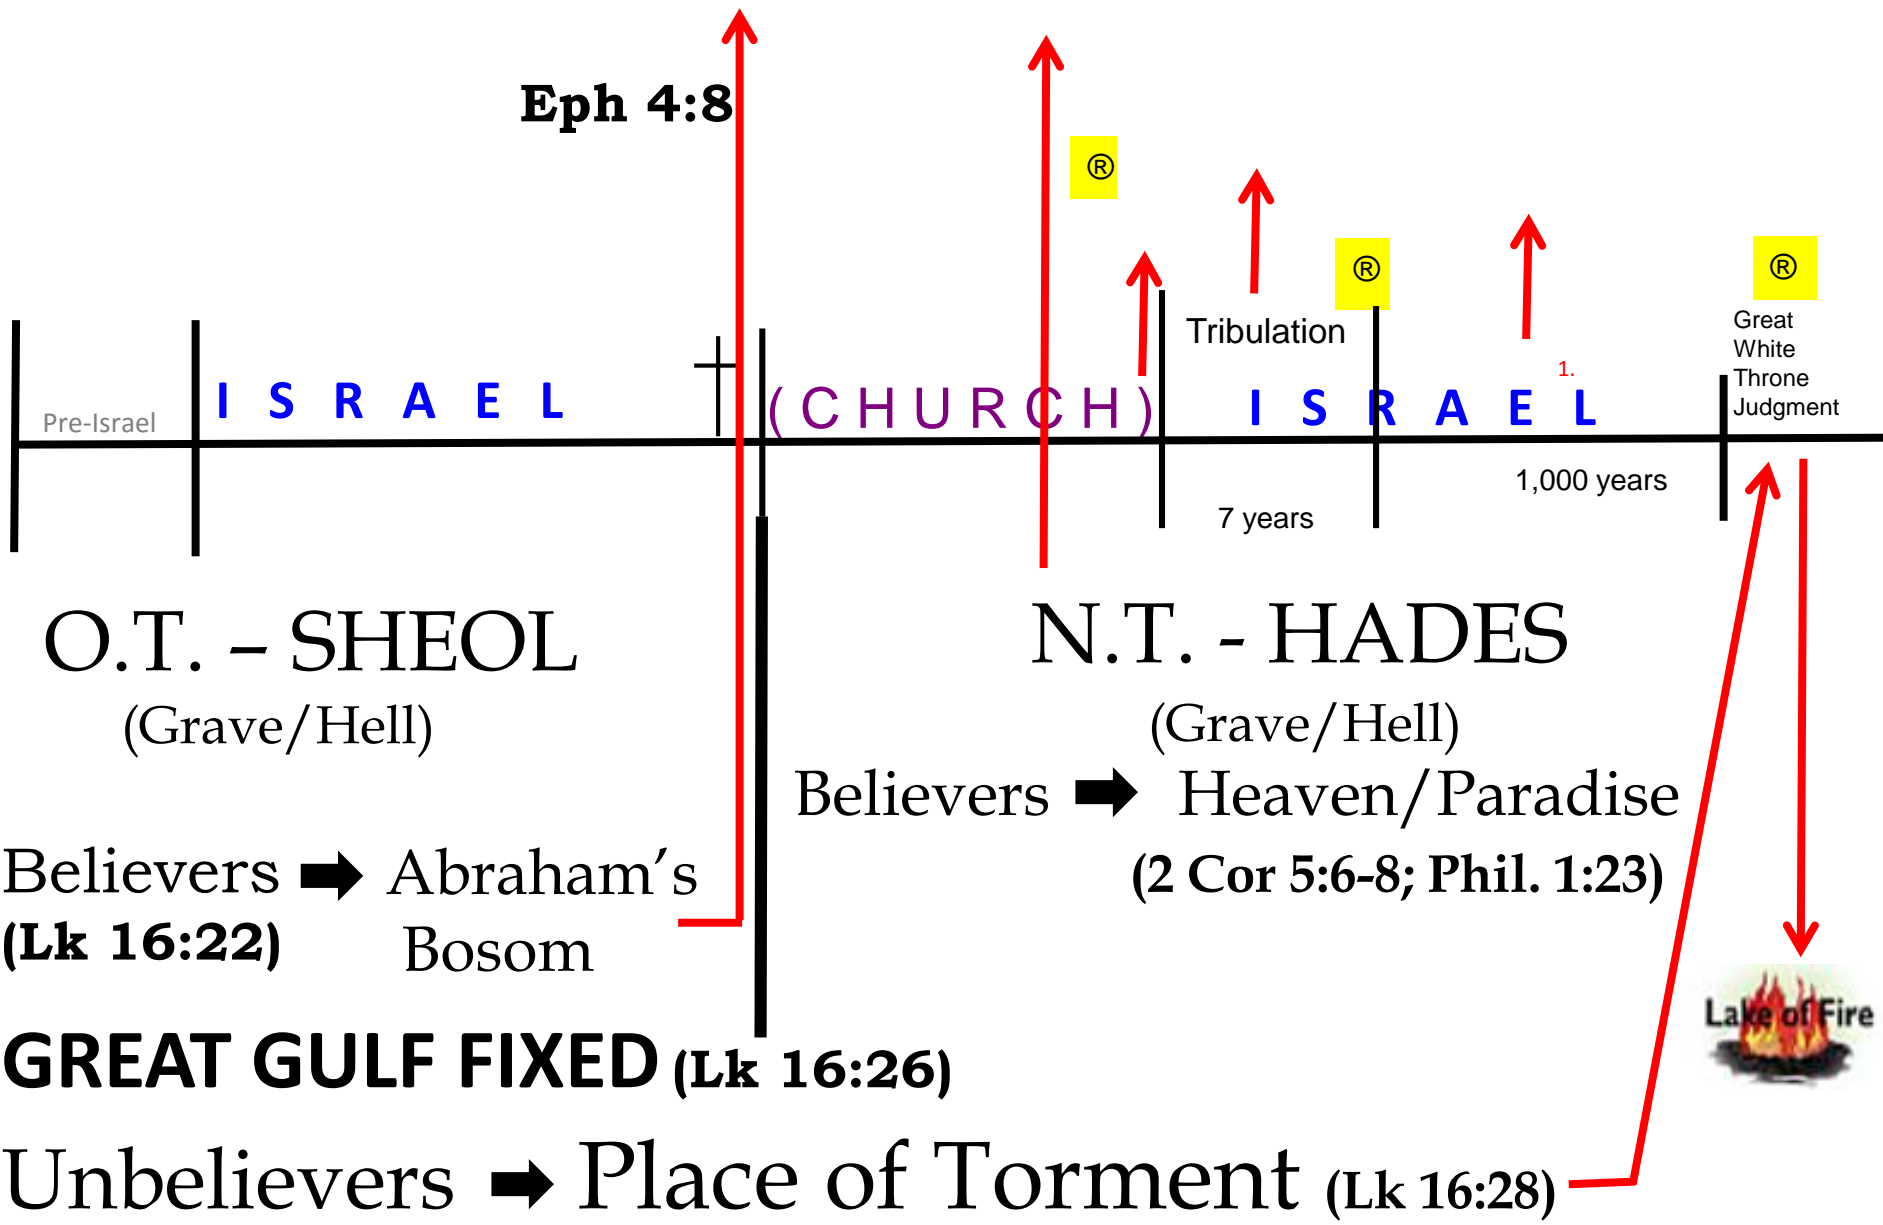 Eph 4:8
®
®
®
Tribulation
Great
White
Throne
Judgment
1.
Pre-Israel
I S R A E L
(CHURCH)
I S R A E L
1,000 years
7 years
O.T. – SHEOL
(Grave/Hell)
N.T. - HADES
(Grave/Hell)
Believers ➡ Heaven/Paradise
(2 Cor 5:6-8; Phil. 1:23)
Believers ➡ Abraham’s
(Lk 16:22) Bosom
Lake of Fire
GREAT GULF FIXED (Lk 16:26)
Unbelievers ➡ Place of Torment (Lk 16:28)